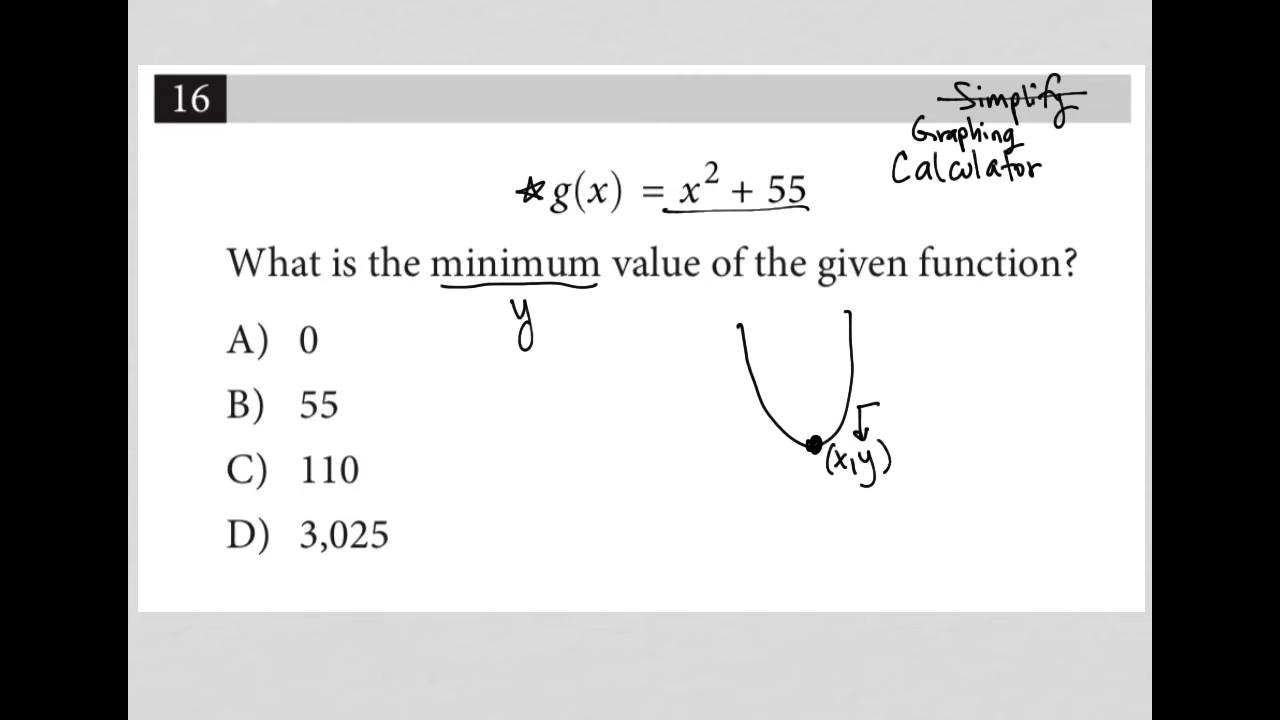 16
Simplify
Graphing
Calculator
☆g(x) = x² + 55
What is the minimum value of the given function?
y
A) 0
B) 55
C) 110
D) 3,025
(x,y)